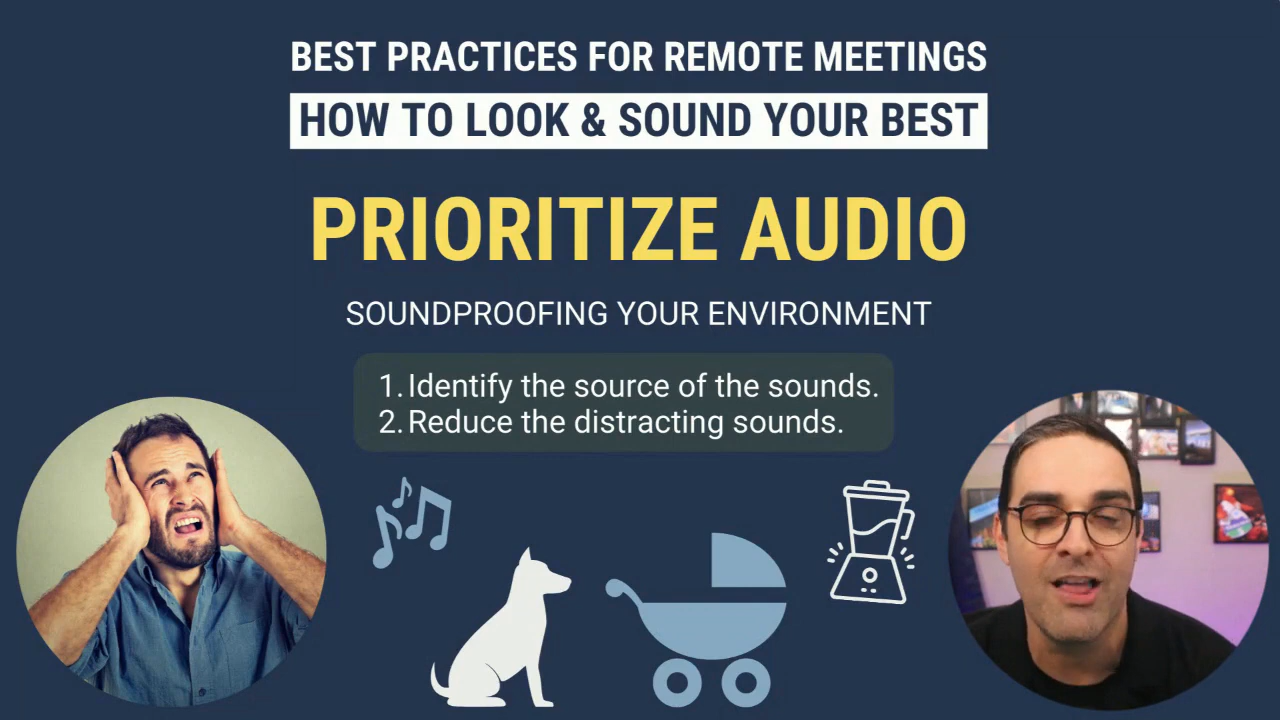 BEST PRACTICES FOR REMOTE MEETINGS
HOW TO LOOK & SOUND YOUR BEST
PRIORITIZE AUDIO
SOUNDPROOFING YOUR ENVIRONMENT
1. Identify the source of the sounds.
2. Reduce the distracting sounds.